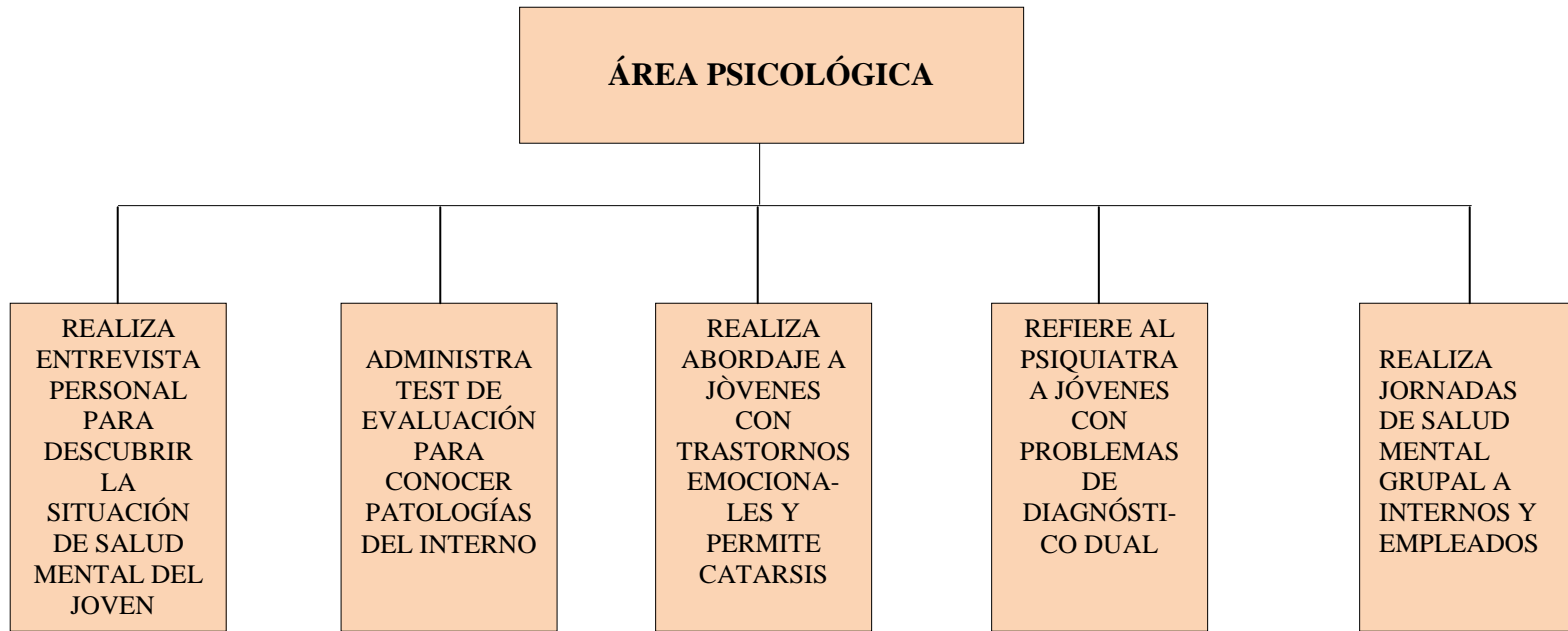 ÁREA PSICOLÓGICA
REALIZA
ENTREVISTA
PERSONAL
PARA
DESCUBRIR
LA
SITUACIÓN
DE SALUD
MENTAL DEL
JOVEN
ADMINISTRA
TEST DE
EVALUACIÓN
PARA
CONOCER
PATOLOGÍAS
DEL INTERNO
REALIZA
ABORDAJE A
JÒVENES
CON
TRASTORNOS
EMOCIONA-
LES Y
PERMITE
CATARSIS
REFIERE AL
PSIQUIATRA
A JÓVENES
CON
PROBLEMAS
DE
DIAGNÓSTI-
CO DUAL
REALIZA
JORNADAS
DE SALUD
MENTAL
GRUPAL A
INTERNOS Y
EMPLEADOS